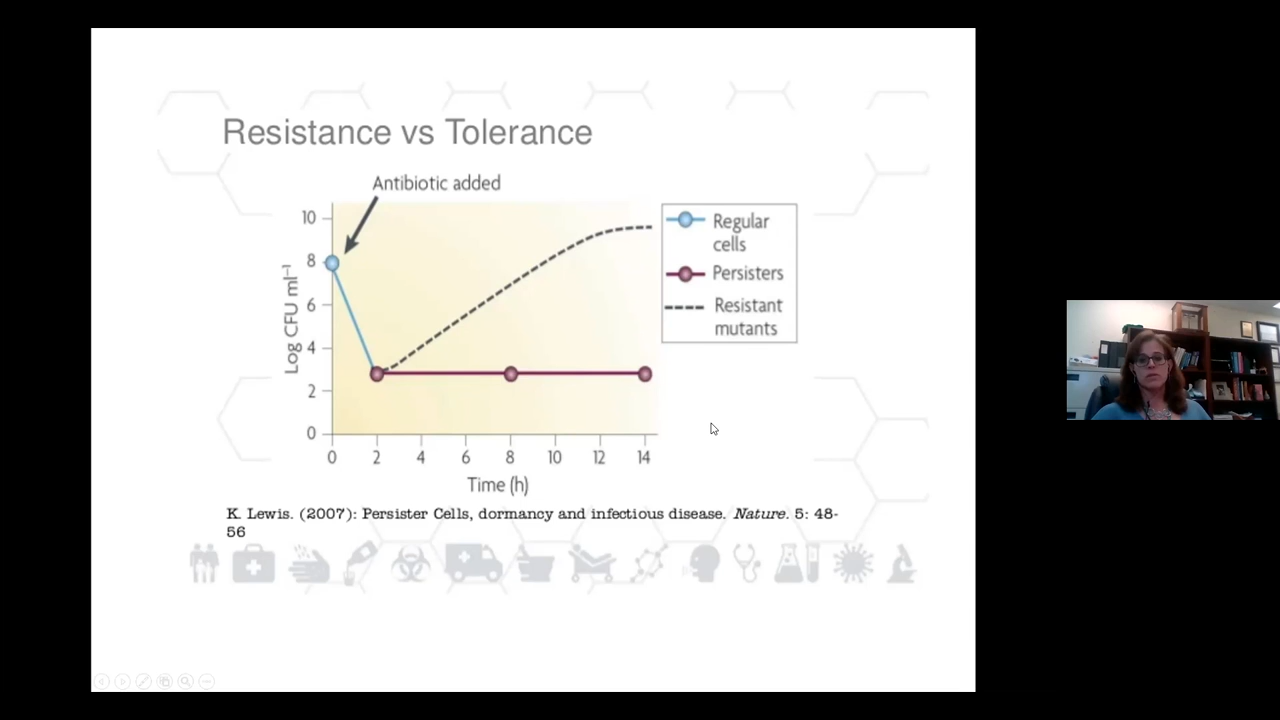 Resistance vs Tolerance
Antibiotic added
10
8
6
4
2
0
Log CFU ml⁻¹
0 2 4 6 8 10 12 14
Time (h)
Regular
cells
Persisters
Resistant
mutants
K. Lewis. (2007): Persister Cells, dormancy and infectious disease. Nature. 5: 48-
56